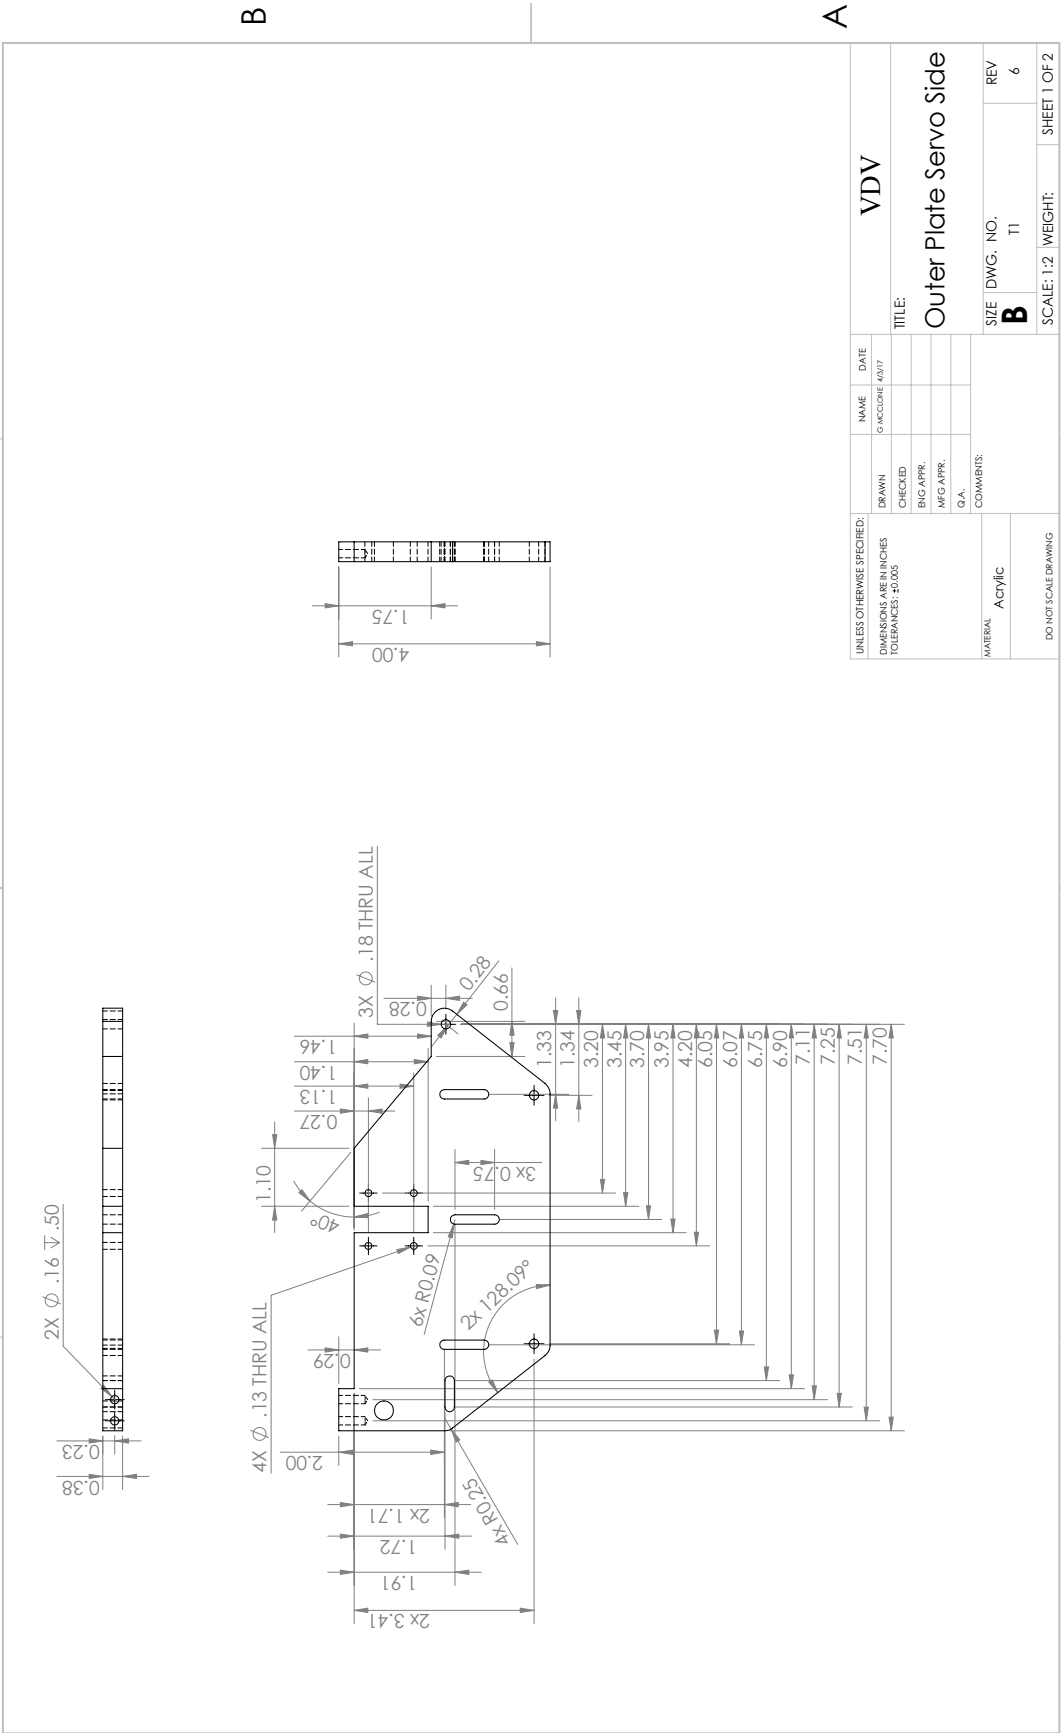 B
A
2X ∅ .16 ↧ .50
0.23
0.38
4X ∅ .13 THRU ALL
3X ∅ .18 THRU ALL
1.10
40°
0.29
0.27
1.13
1.40
1.46
0.28
0.28
0.66
2.00
2x 1.71
1.72
1.91
2x 3.41
4x R0.25
6x R0.09
2x 128.09°
3x 0.75
1.33
1.34
3.20
3.45
3.70
3.95
4.20
6.05
6.07
6.75
6.90
7.11
7.25
7.51
7.70
1.75
4.00
UNLESS OTHERWISE SPECIFIED:
DIMENSIONS ARE IN INCHES
TOLERANCES: ±0.005
MATERIAL
Acrylic
DO NOT SCALE DRAWING
NAME DATE
DRAWN G MCCLONE 4/3/17
CHECKED
ENG APPR.
MFG APPR.
Q.A.
COMMENTS:
VDV
TITLE:
Outer Plate Servo Side
SIZE DWG. NO. REV
B T1 6
SCALE: 1:2 WEIGHT: SHEET 1 OF 2